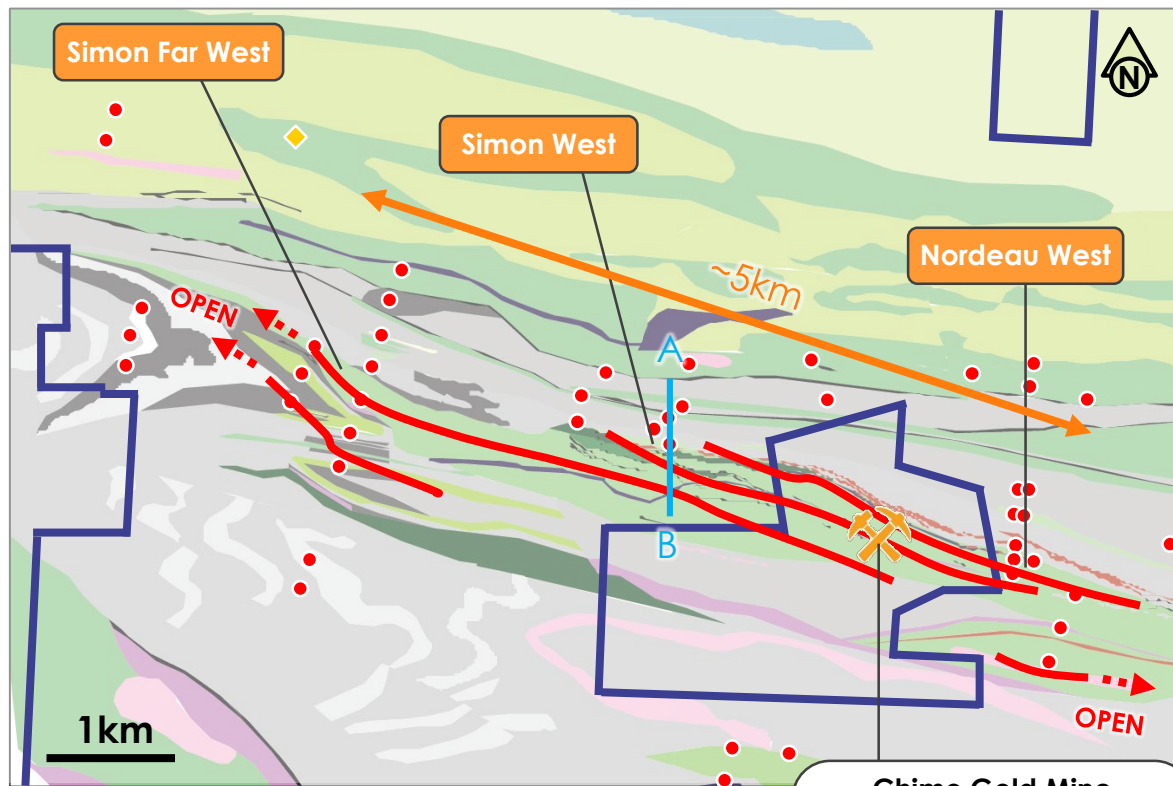 Simon Far West
N
Simon West
Nordeau West
~5km
OPEN
A
B
1km
OPEN
Chimo Gold Mine